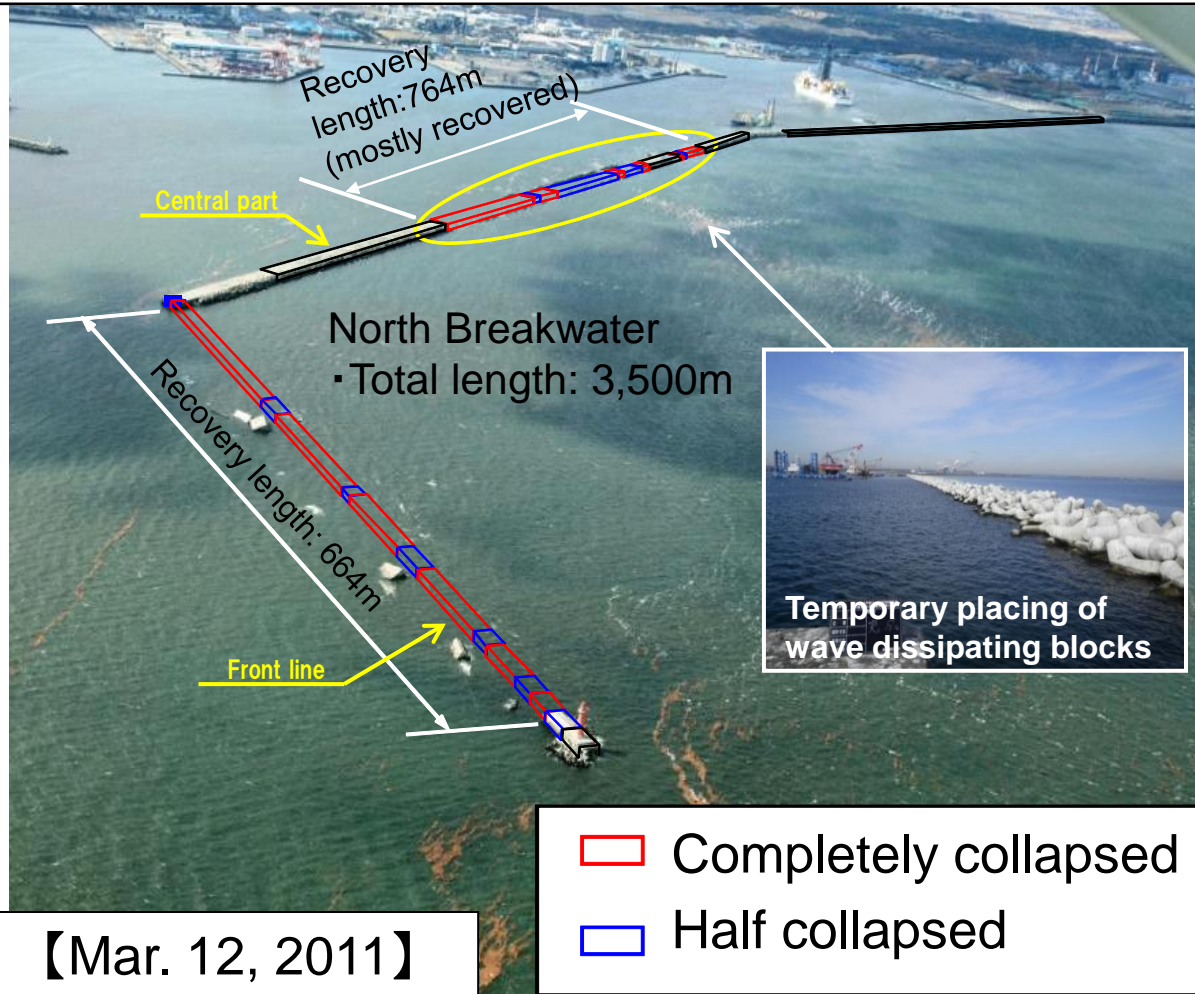 Recovery
length:764m
(mostly recovered)
Central part
North Breakwater
・Total length: 3,500m
Recovery length: 664m
Front line
Temporary placing of
wave dissipating blocks
Completely collapsed
Half collapsed
【Mar. 12, 2011】